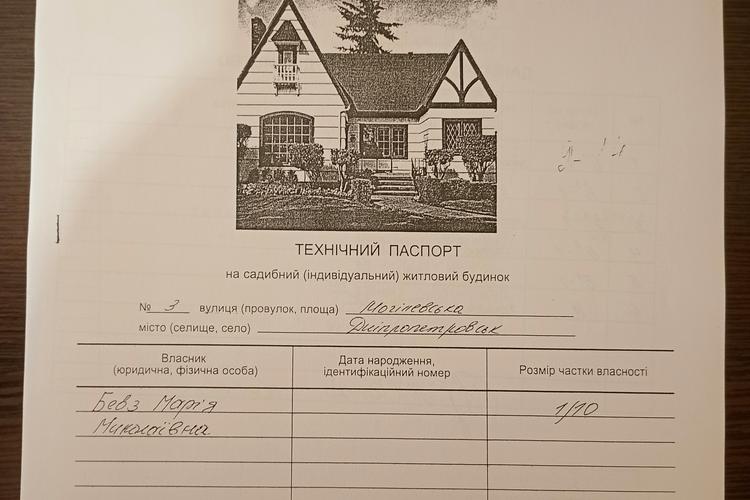 ТЕХНІЧНИЙ ПАСПОРТ
на садибний (індивідуальний) житловий будинок
№ 3 вулиця (провулок, площа) Могілевська
місто (селище, село) Дніпропетровськ
Власник
(юридична, фізична особа)
Дата народження,
ідентифікаційний номер
Розмір частки власності
Бевз Марія 1/10
Миколаївна